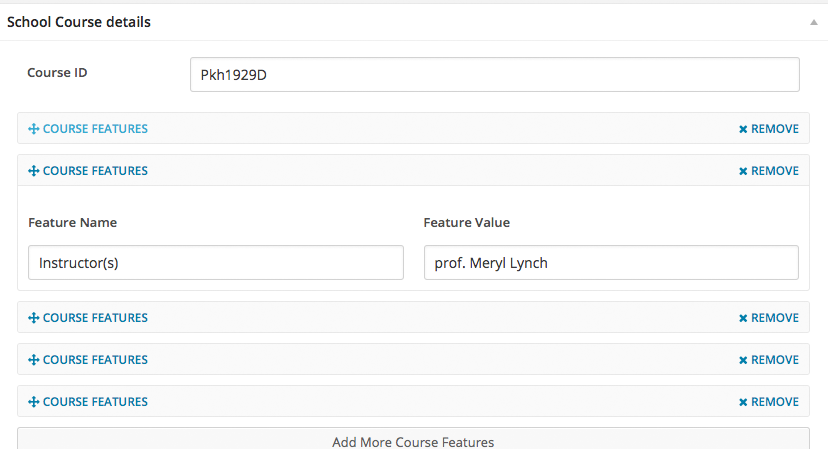 School Course details
Course ID
Pkh1929D
COURSE FEATURES REMOVE
COURSE FEATURES REMOVE
Feature Name Feature Value
Instructor(s) prof. Meryl Lynch
COURSE FEATURES REMOVE
COURSE FEATURES REMOVE
COURSE FEATURES REMOVE
Add More Course Features